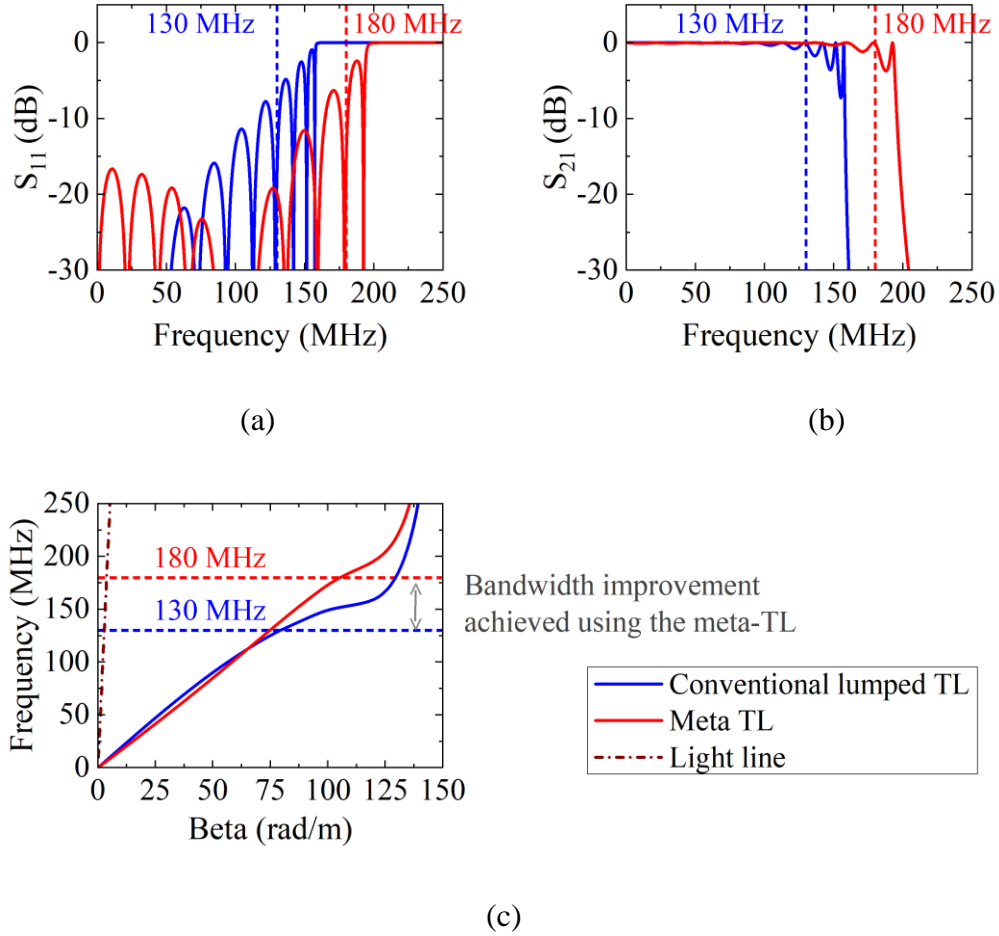 130 MHz
180 MHz
0
-10
-20
-30
S11 (dB)
0 50 100 150 200 250
Frequency (MHz)
(a)
130 MHz
180 MHz
0
-10
-20
-30
S21 (dB)
0 50 100 150 200 250
Frequency (MHz)
(b)
250
200
150
100
50
0
Frequency (MHz)
180 MHz
130 MHz
0 25 50 75 100 125 150
Beta (rad/m)
Bandwidth improvement
achieved using the meta-TL
Conventional lumped TL
Meta TL
Light line
(c)